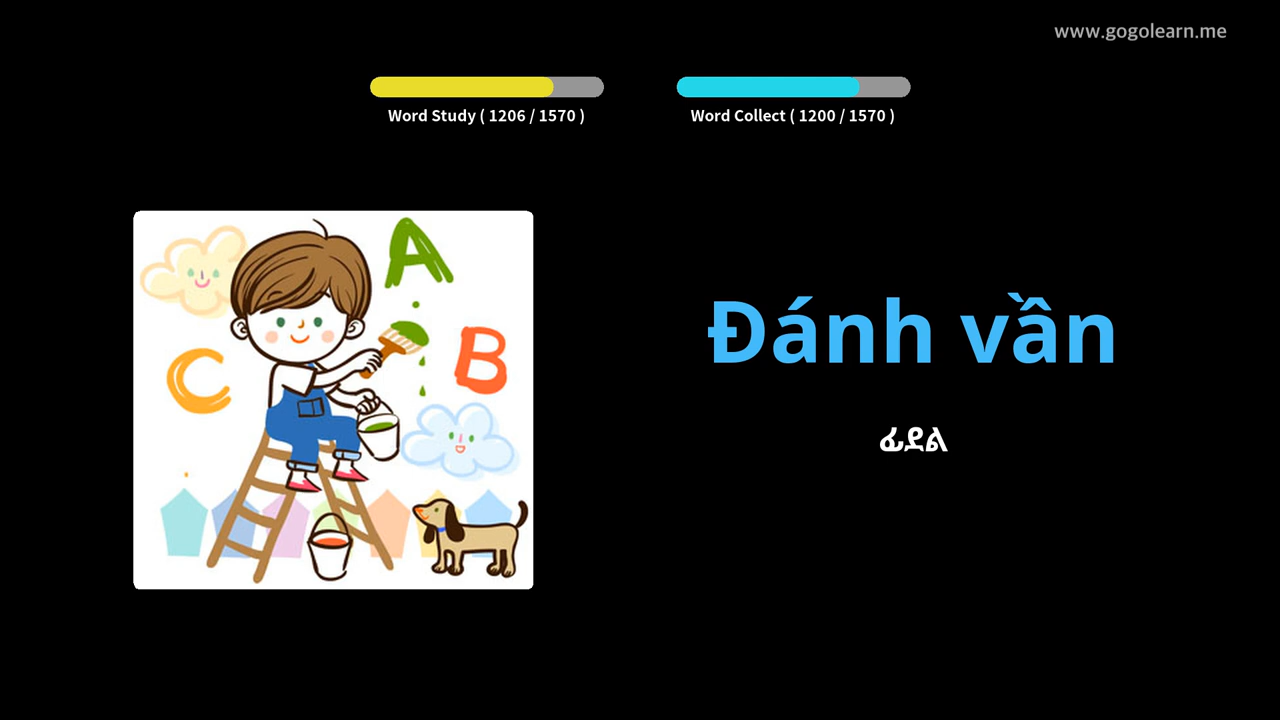 www.gogolearn.me
Word Study ( 1206 / 1570 )
Word Collect ( 1200 / 1570 )
A
B
C
Đánh vần
ፊደል